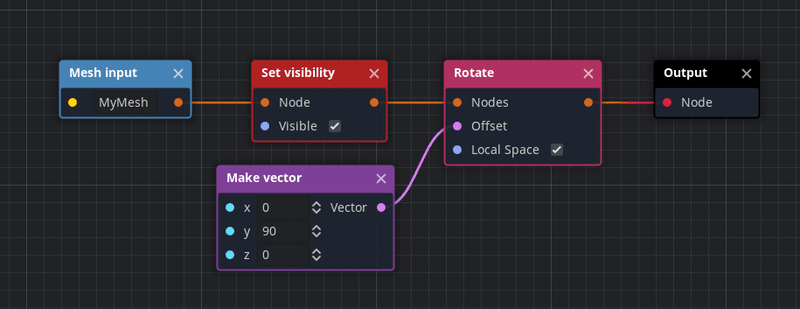 Mesh input
MyMesh
Set visibility
Node
Visible
Rotate
Nodes
Offset
Local Space
Output
Node
Make vector
x 0 Vector
y 90
z 0